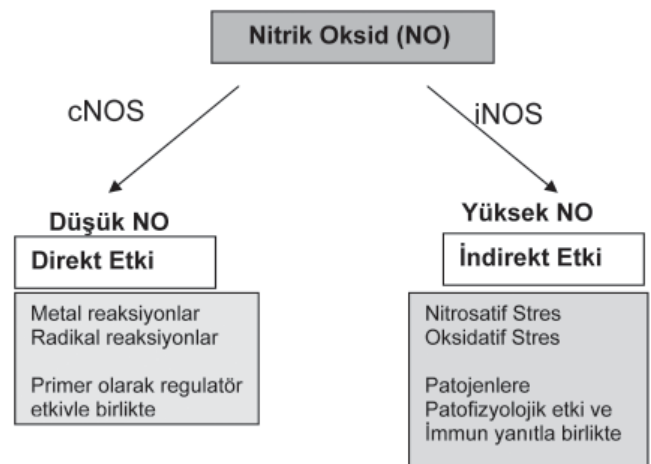 Nitrik Oksid (NO)
cNOS
iNOS
Düşük NO
Direkt Etki
Metal reaksiyonlar
Radikal reaksiyonlar
Primer olarak regulatör
etkivle birlikte
Yüksek NO
İndirekt Etki
Nitrosatif Stres
Oksidatif Stres
Patojenlere
Patofizyolojik etki ve
İmmun yanıtla birlikte